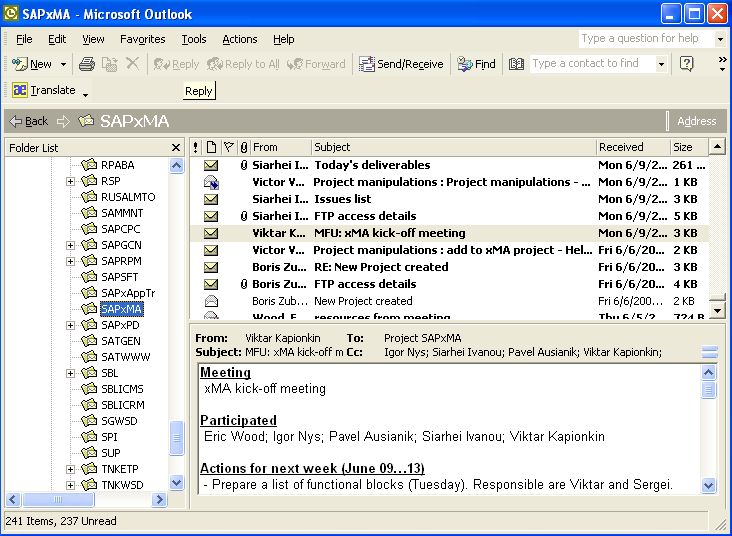 SAPxMA - Microsoft Outlook
File Edit View Favorites Tools Actions Help Type a question for help
New Reply Reply to All Forward Send/Receive Find Type a contact to find
Translate Reply
Back SAPxMA Address
Folder List
RPABA
RSP
RUSALMTO
SAMMNT
SAPCPC
SAPGCN
SAPRPM
SAPSFT
SAPxAppTr
SAPxMA
SAPxPD
SATGEN
SATWWW
SBL
SBLICMS
SBLICRM
SGWSD
SPI
SUP
TNKETP
TNKWSD
! From Subject Received Size
Siarhei I... Today's deliverables Mon 6/9/2... 261 ...
Victor V... Project manipulations : Project manipulations - ... Mon 6/9/2... 1 KB
Siarhei I... Issues list Mon 6/9/2... 3 KB
Siarhei I... FTP access details Mon 6/9/2... 5 KB
Viktar K... MFU: xMA kick-off meeting Mon 6/9/2... 3 KB
Victor V... Project manipulations : add to xMA project - Hel... Fri 6/6/20... 2 KB
Boris Zu... RE: New Project created Fri 6/6/20... 3 KB
Boris Zu... FTP access details Fri 6/6/20... 4 KB
Boris Zub... New Project created Fri 6/6/200... 2 KB
Wood, E... resources from meeting Thu 6/5/2... 724 B
From: Viktar Kapionkin To: Project SAPxMA
Subject: MFU: xMA kick-off m Cc: Igor Nys; Siarhei Ivanou; Pavel Ausianik; Viktar Kapionkin;
Meeting
xMA kick-off meeting
Participated
Eric Wood; Igor Nys; Pavel Ausianik; Siarhei Ivanou; Viktar Kapionkin
Actions for next week (June 09...13)
- Prepare a list of functional blocks (Tuesday). Responsible are Viktar and Sergei.
241 Items, 237 Unread